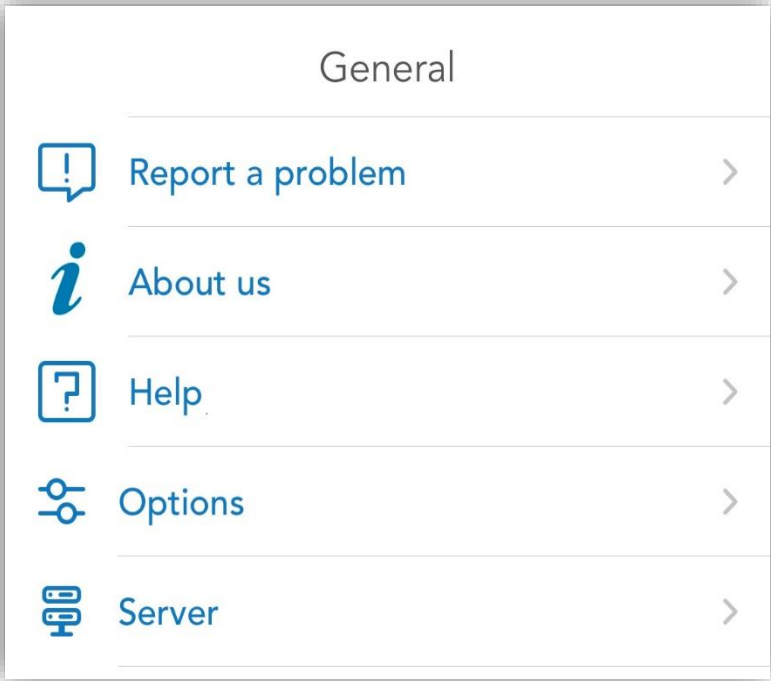 General
Report a problem
About us
Help
Options
Server